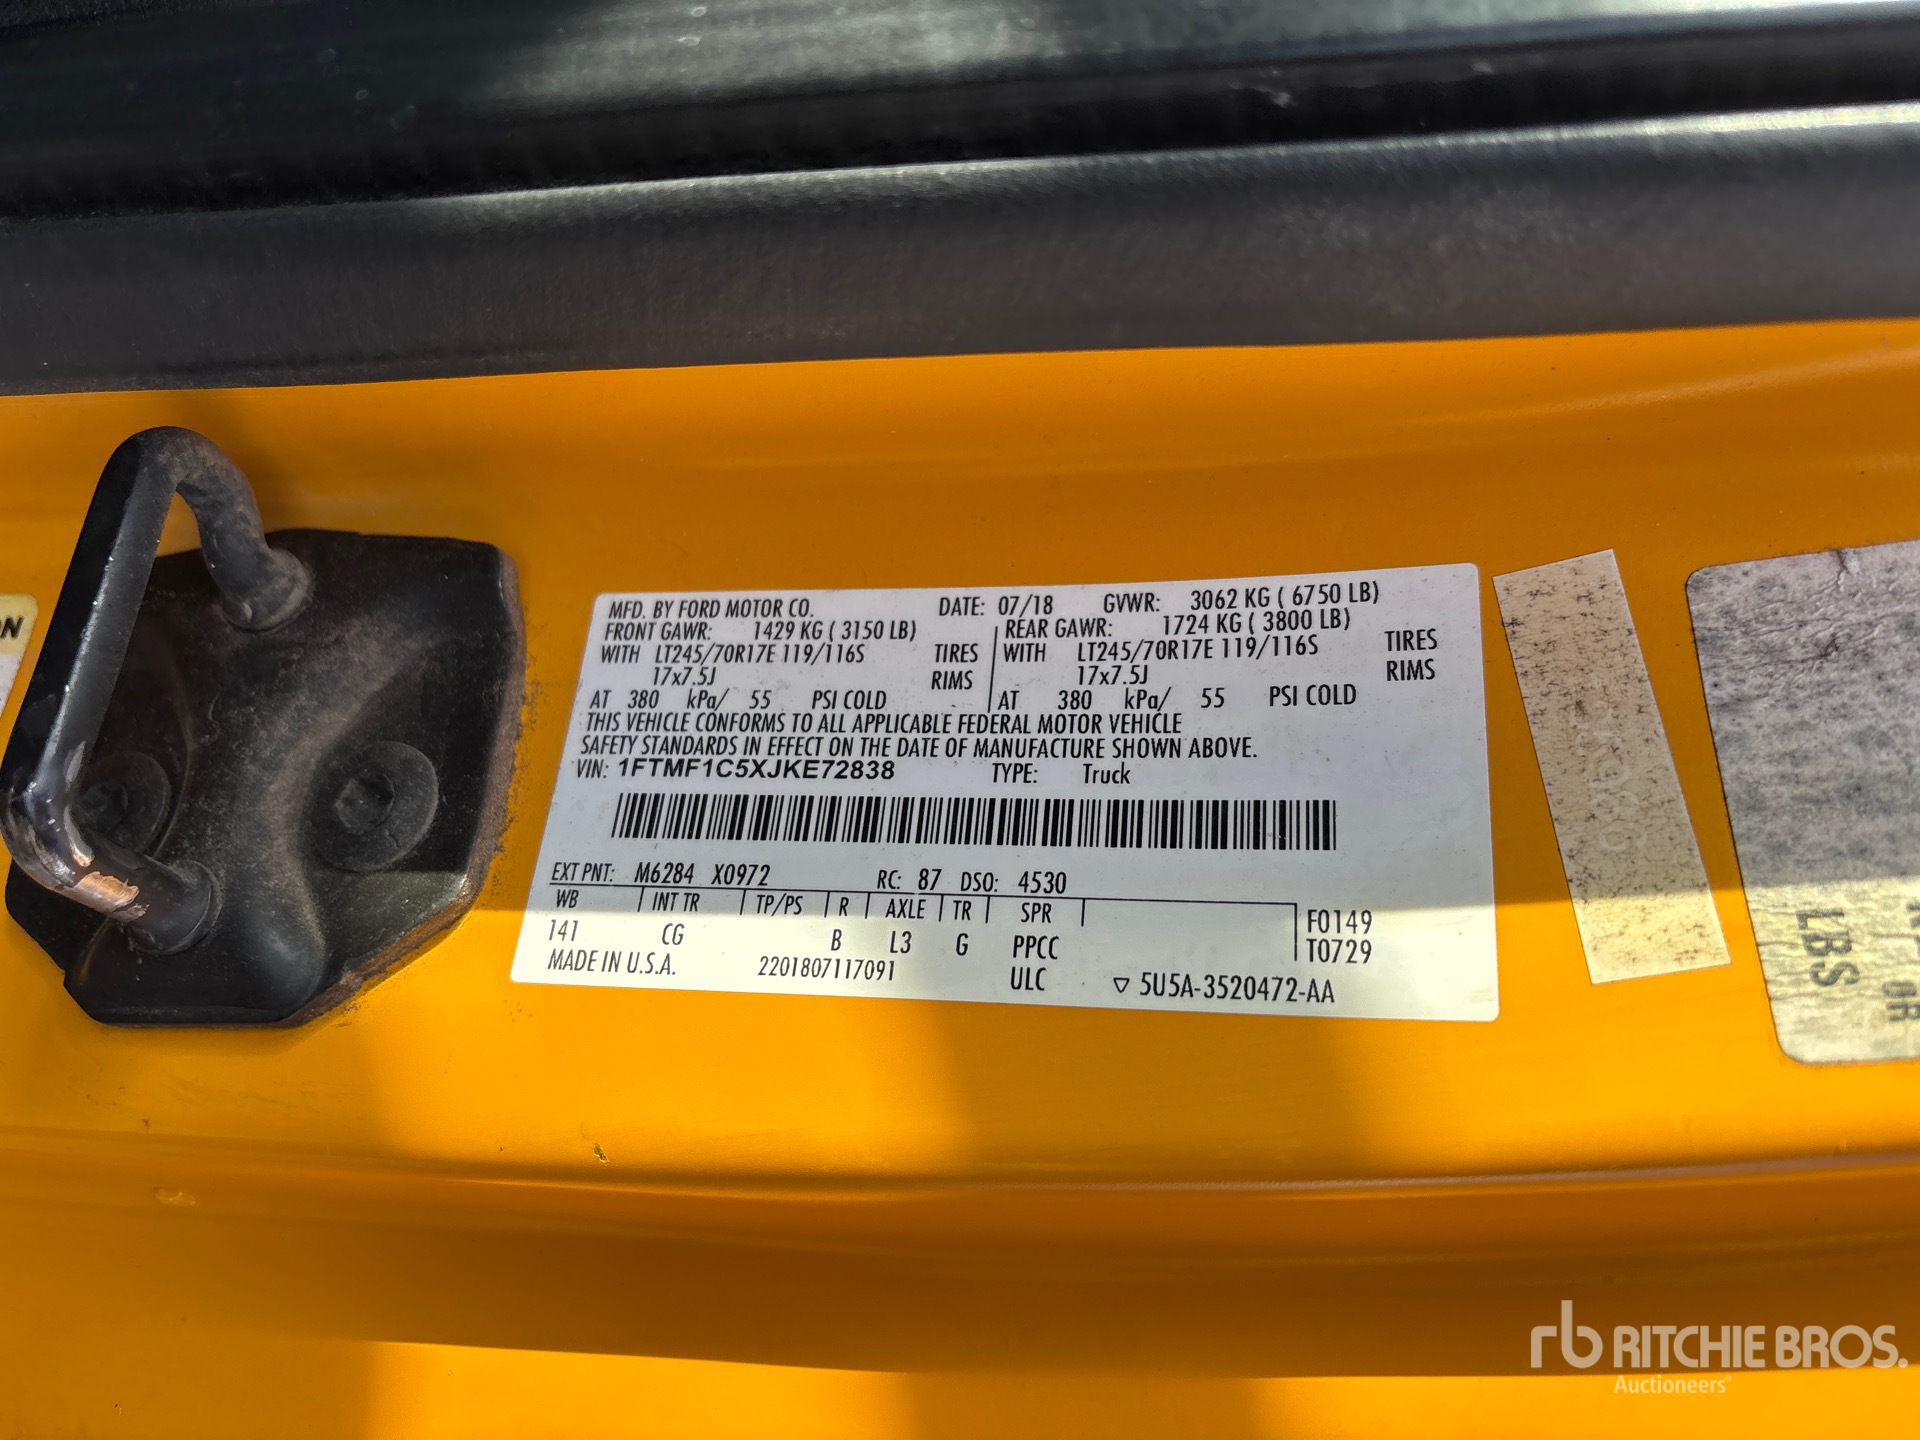 ON
MFD. BY FORD MOTOR CO. DATE: 07/18 GVWR: 3062 KG ( 6750 LB)
FRONT GAWR: 1429 KG ( 3150 LB) REAR GAWR: 1724 KG ( 3800 LB)
WITH LT245/70R17E 119/116S TIRES WITH LT245/70R17E 119/116S TIRES
17x7.5J RIMS 17x7.5J RIMS
AT 380 kPa/ 55 PSI COLD AT 380 kPa/ 55 PSI COLD
THIS VEHICLE CONFORMS TO ALL APPLICABLE FEDERAL MOTOR VEHICLE
SAFETY STANDARDS IN EFFECT ON THE DATE OF MANUFACTURE SHOWN ABOVE.
VIN: 1FTMF1C5XJKE72838 TYPE: Truck
EXT PNT: M6284 X0972 RC: 87 DSO: 4530
WB INT TR TP/PS R AXLE TR SPR F0149
141 CG B L3 G PPCC T0729
MADE IN U.S.A. 2201807117091 ULC ▽ 5U5A-3520472-AA
LBS
OR
rb RITCHIE BROS.
Auctioneers